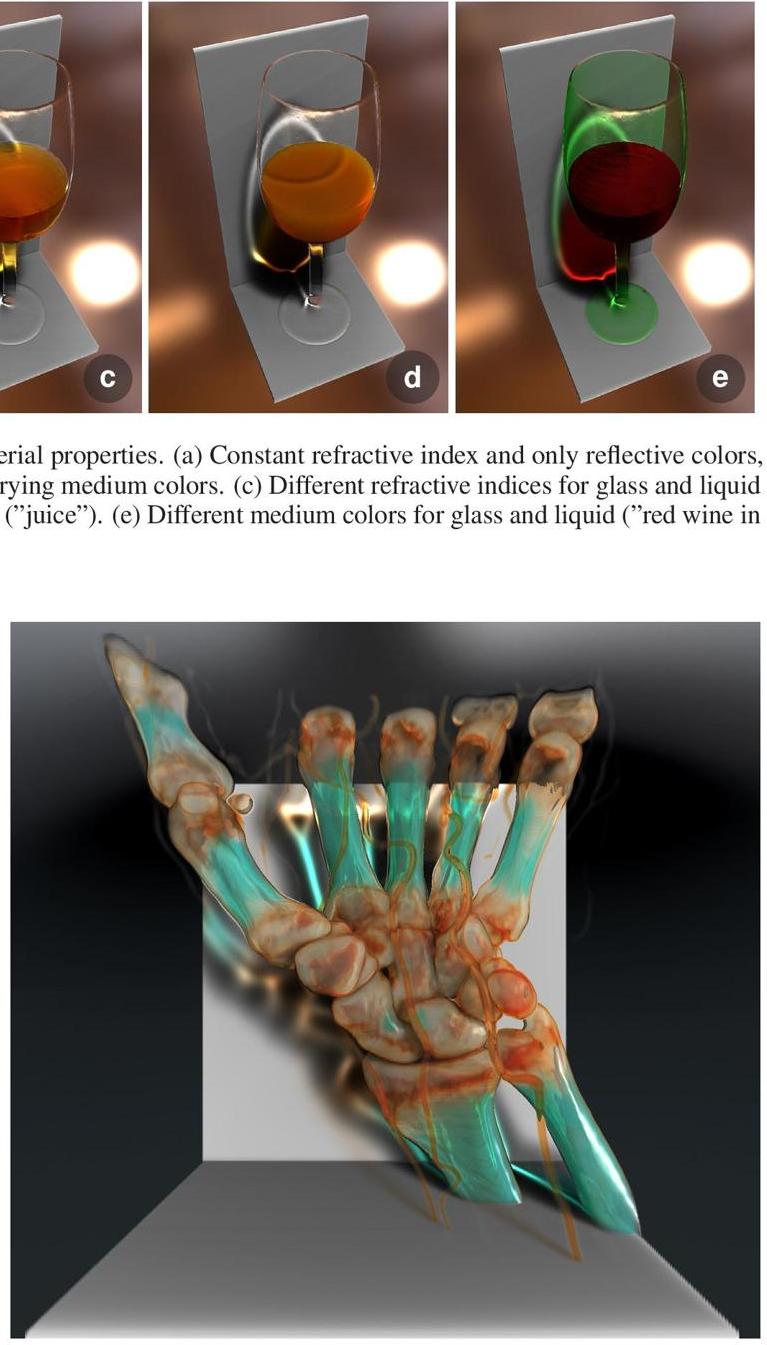 c
d
e
erial properties. (a) Constant refractive index and only reflective colors,
rying medium colors. (c) Different refractive indices for glass and liquid
(”juice”). (e) Different medium colors for glass and liquid (”red wine in